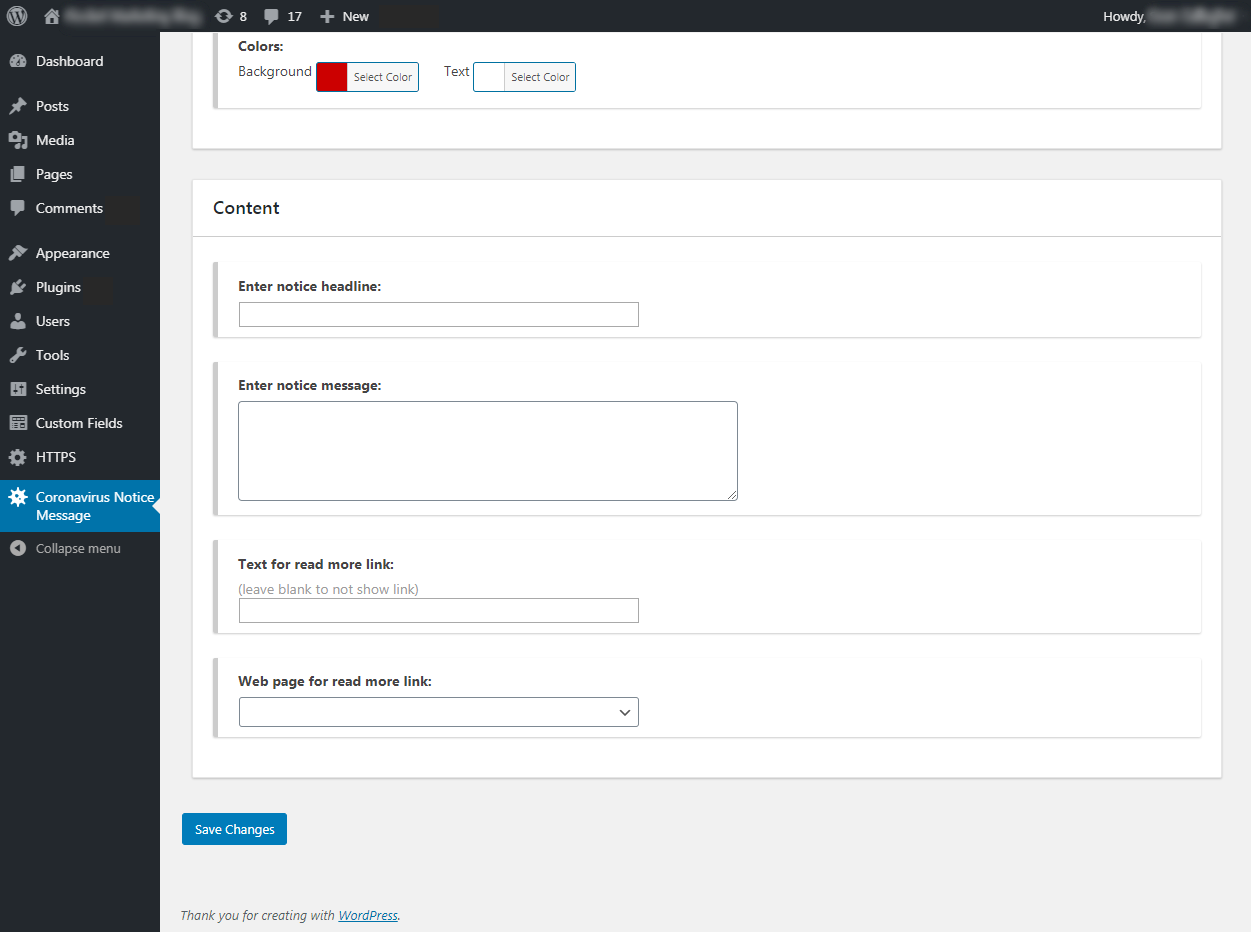 8 17 New Howdy,
Dashboard
Posts
Media
Pages
Comments
Appearance
Plugins
Users
Tools
Settings
Custom Fields
HTTPS
Coronavirus Notice
Message
Collapse menu
Colors:
Background Select Color Text Select Color
Content
Enter notice headline:
Enter notice message:
Text for read more link:
(leave blank to not show link)
Web page for read more link:
Save Changes
Thank you for creating with WordPress.